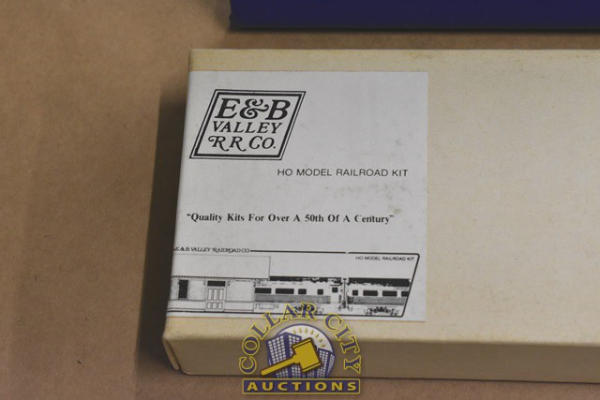 E&B
VALLEY
R R CO.
HO MODEL RAILROAD KIT
"Quality Kits For Over A 50th Of A Century"
E & B VALLEY RAILROAD CO
HO MODEL RAILROAD KIT
COLLAR CITY
AUCTIONS